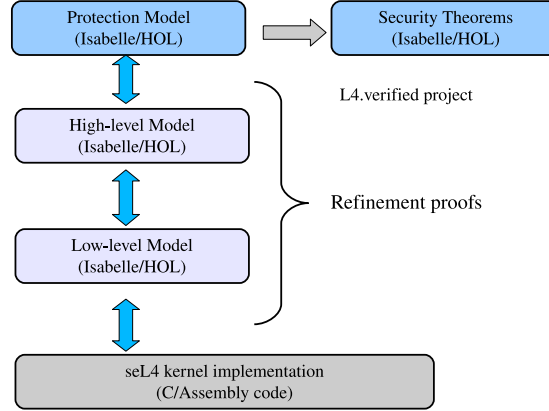 Protection Model
(Isabelle/HOL)
Security Theorems
(Isabelle/HOL)
L4.verified project
High-level Model
(Isabelle/HOL)
Refinement proofs
Low-level Model
(Isabelle/HOL)
seL4 kernel implementation
(C/Assembly code)